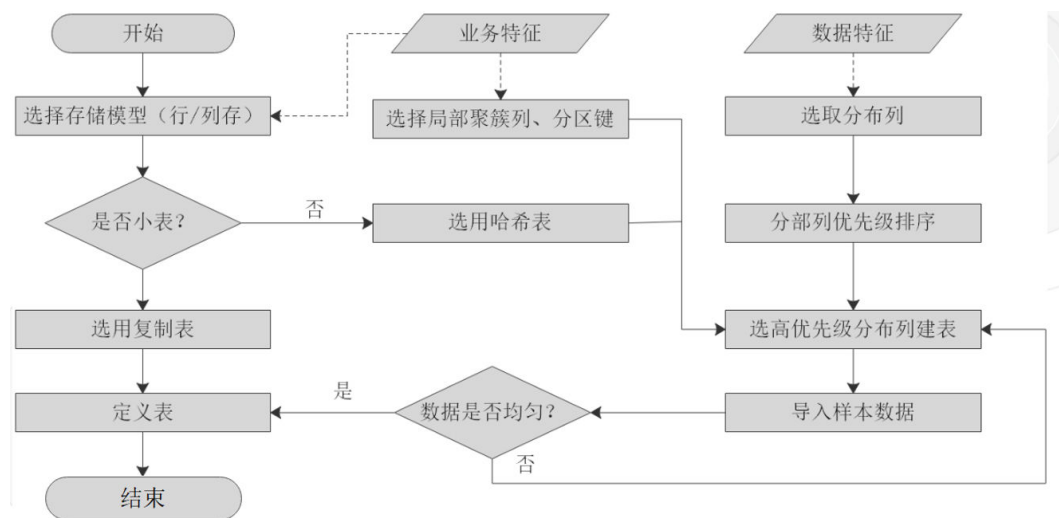 开始
业务特征
数据特征
选择存储模型（行/列存）
选择局部聚簇列、分区键
选取分布列
是否小表？
否
选用哈希表
分部列优先级排序
选用复制表
选高优先级分布列建表
定义表
是
数据是否均匀？
导入样本数据
否
结束